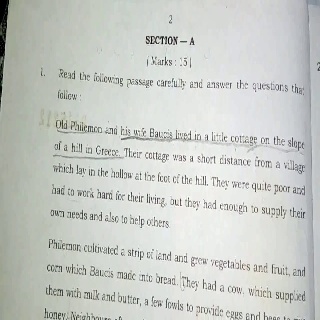 2
SECTION — A
( Marks : 15 )
1. Read the following passage carefully and answer the questions that
follow :
Old Philemon and his wife Baucis lived in a little cottage on the slope
of a hill in Greece. Their cottage was a short distance from a village
which lay in the hollow at the foot of the hill. They were quite poor and
had to work hard for their living, but they had enough to supply their
own needs and also to help others.
Philemon cultivated a strip of land and grew vegetables and fruit, and
corn which Baucis made into bread. They had a cow, which supplied
them with milk and butter, a few fowls to provide eggs and bees to
honey.